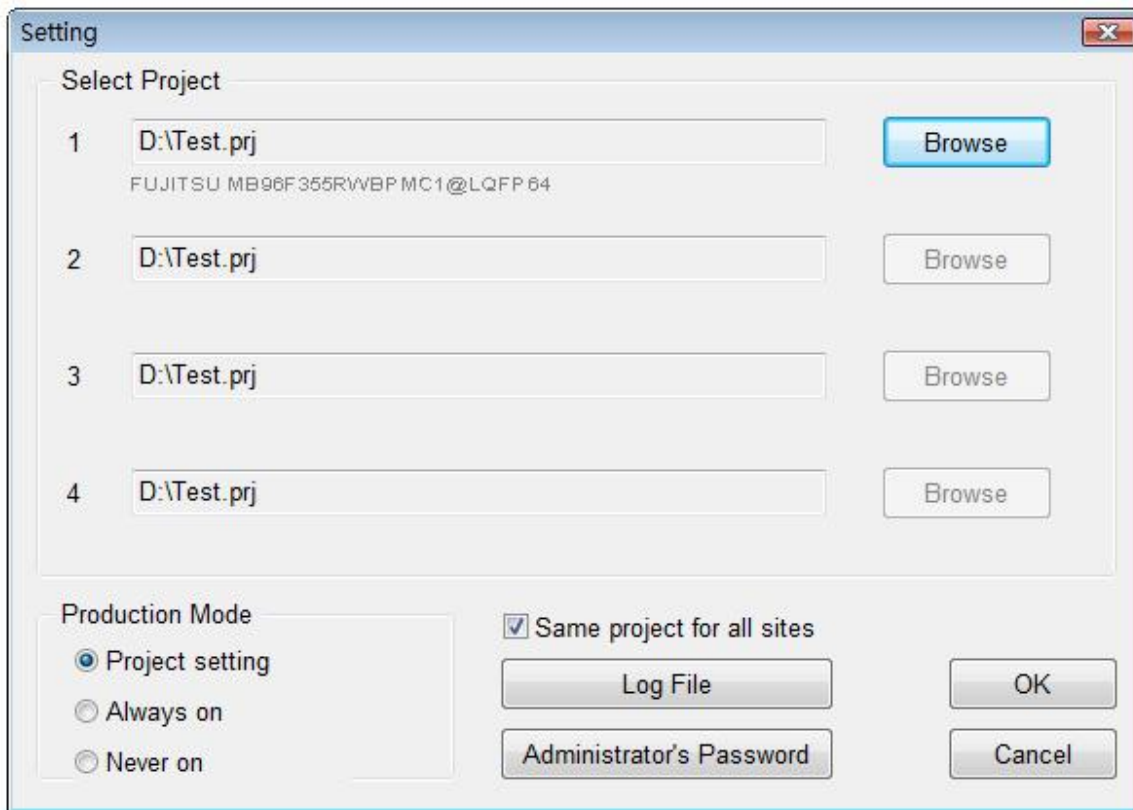 Setting
Select Project
1 D:\Test.prj Browse
FUJITSU MB96F355RWBPMC1@LQFP64
2 D:\Test.prj Browse
3 D:\Test.prj Browse
4 D:\Test.prj Browse
Production Mode
Project setting
Always on
Never on
Same project for all sites
Log File OK
Administrator's Password Cancel